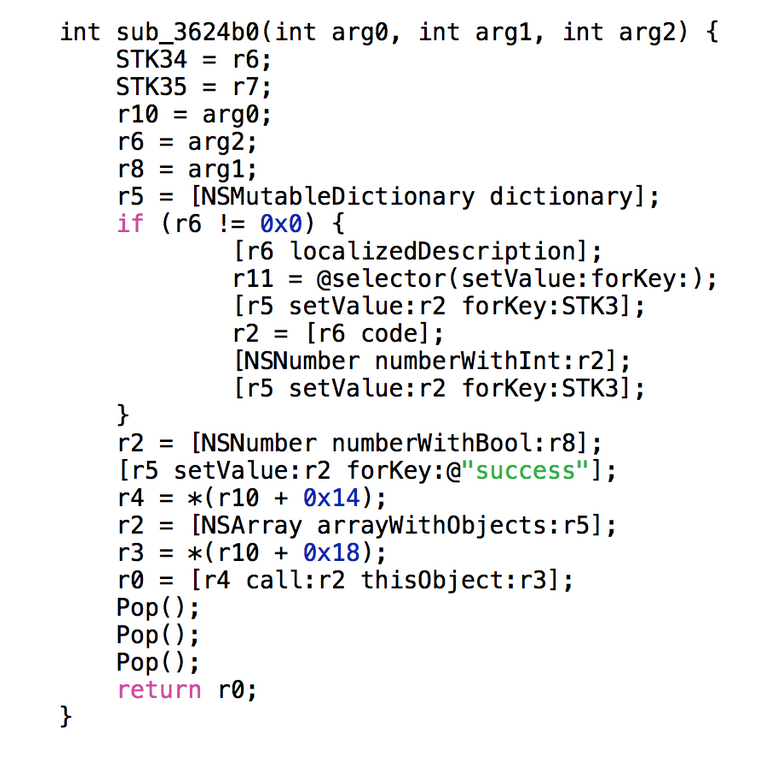 int sub_3624b0(int arg0, int arg1, int arg2) {
    STK34 = r6;
    STK35 = r7;
    r10 = arg0;
    r6 = arg2;
    r8 = arg1;
    r5 = [NSMutableDictionary dictionary];
    if (r6 != 0x0) {
            [r6 localizedDescription];
            r11 = @selector(setValue:forKey:);
            [r5 setValue:r2 forKey:STK3];
            r2 = [r6 code];
            [NSNumber numberWithInt:r2];
            [r5 setValue:r2 forKey:STK3];
    }
    r2 = [NSNumber numberWithBool:r8];
    [r5 setValue:r2 forKey:@"success"];
    r4 = *(r10 + 0x14);
    r2 = [NSArray arrayWithObjects:r5];
    r3 = *(r10 + 0x18);
    r0 = [r4 call:r2 thisObject:r3];
    Pop();
    Pop();
    Pop();
    return r0;
}